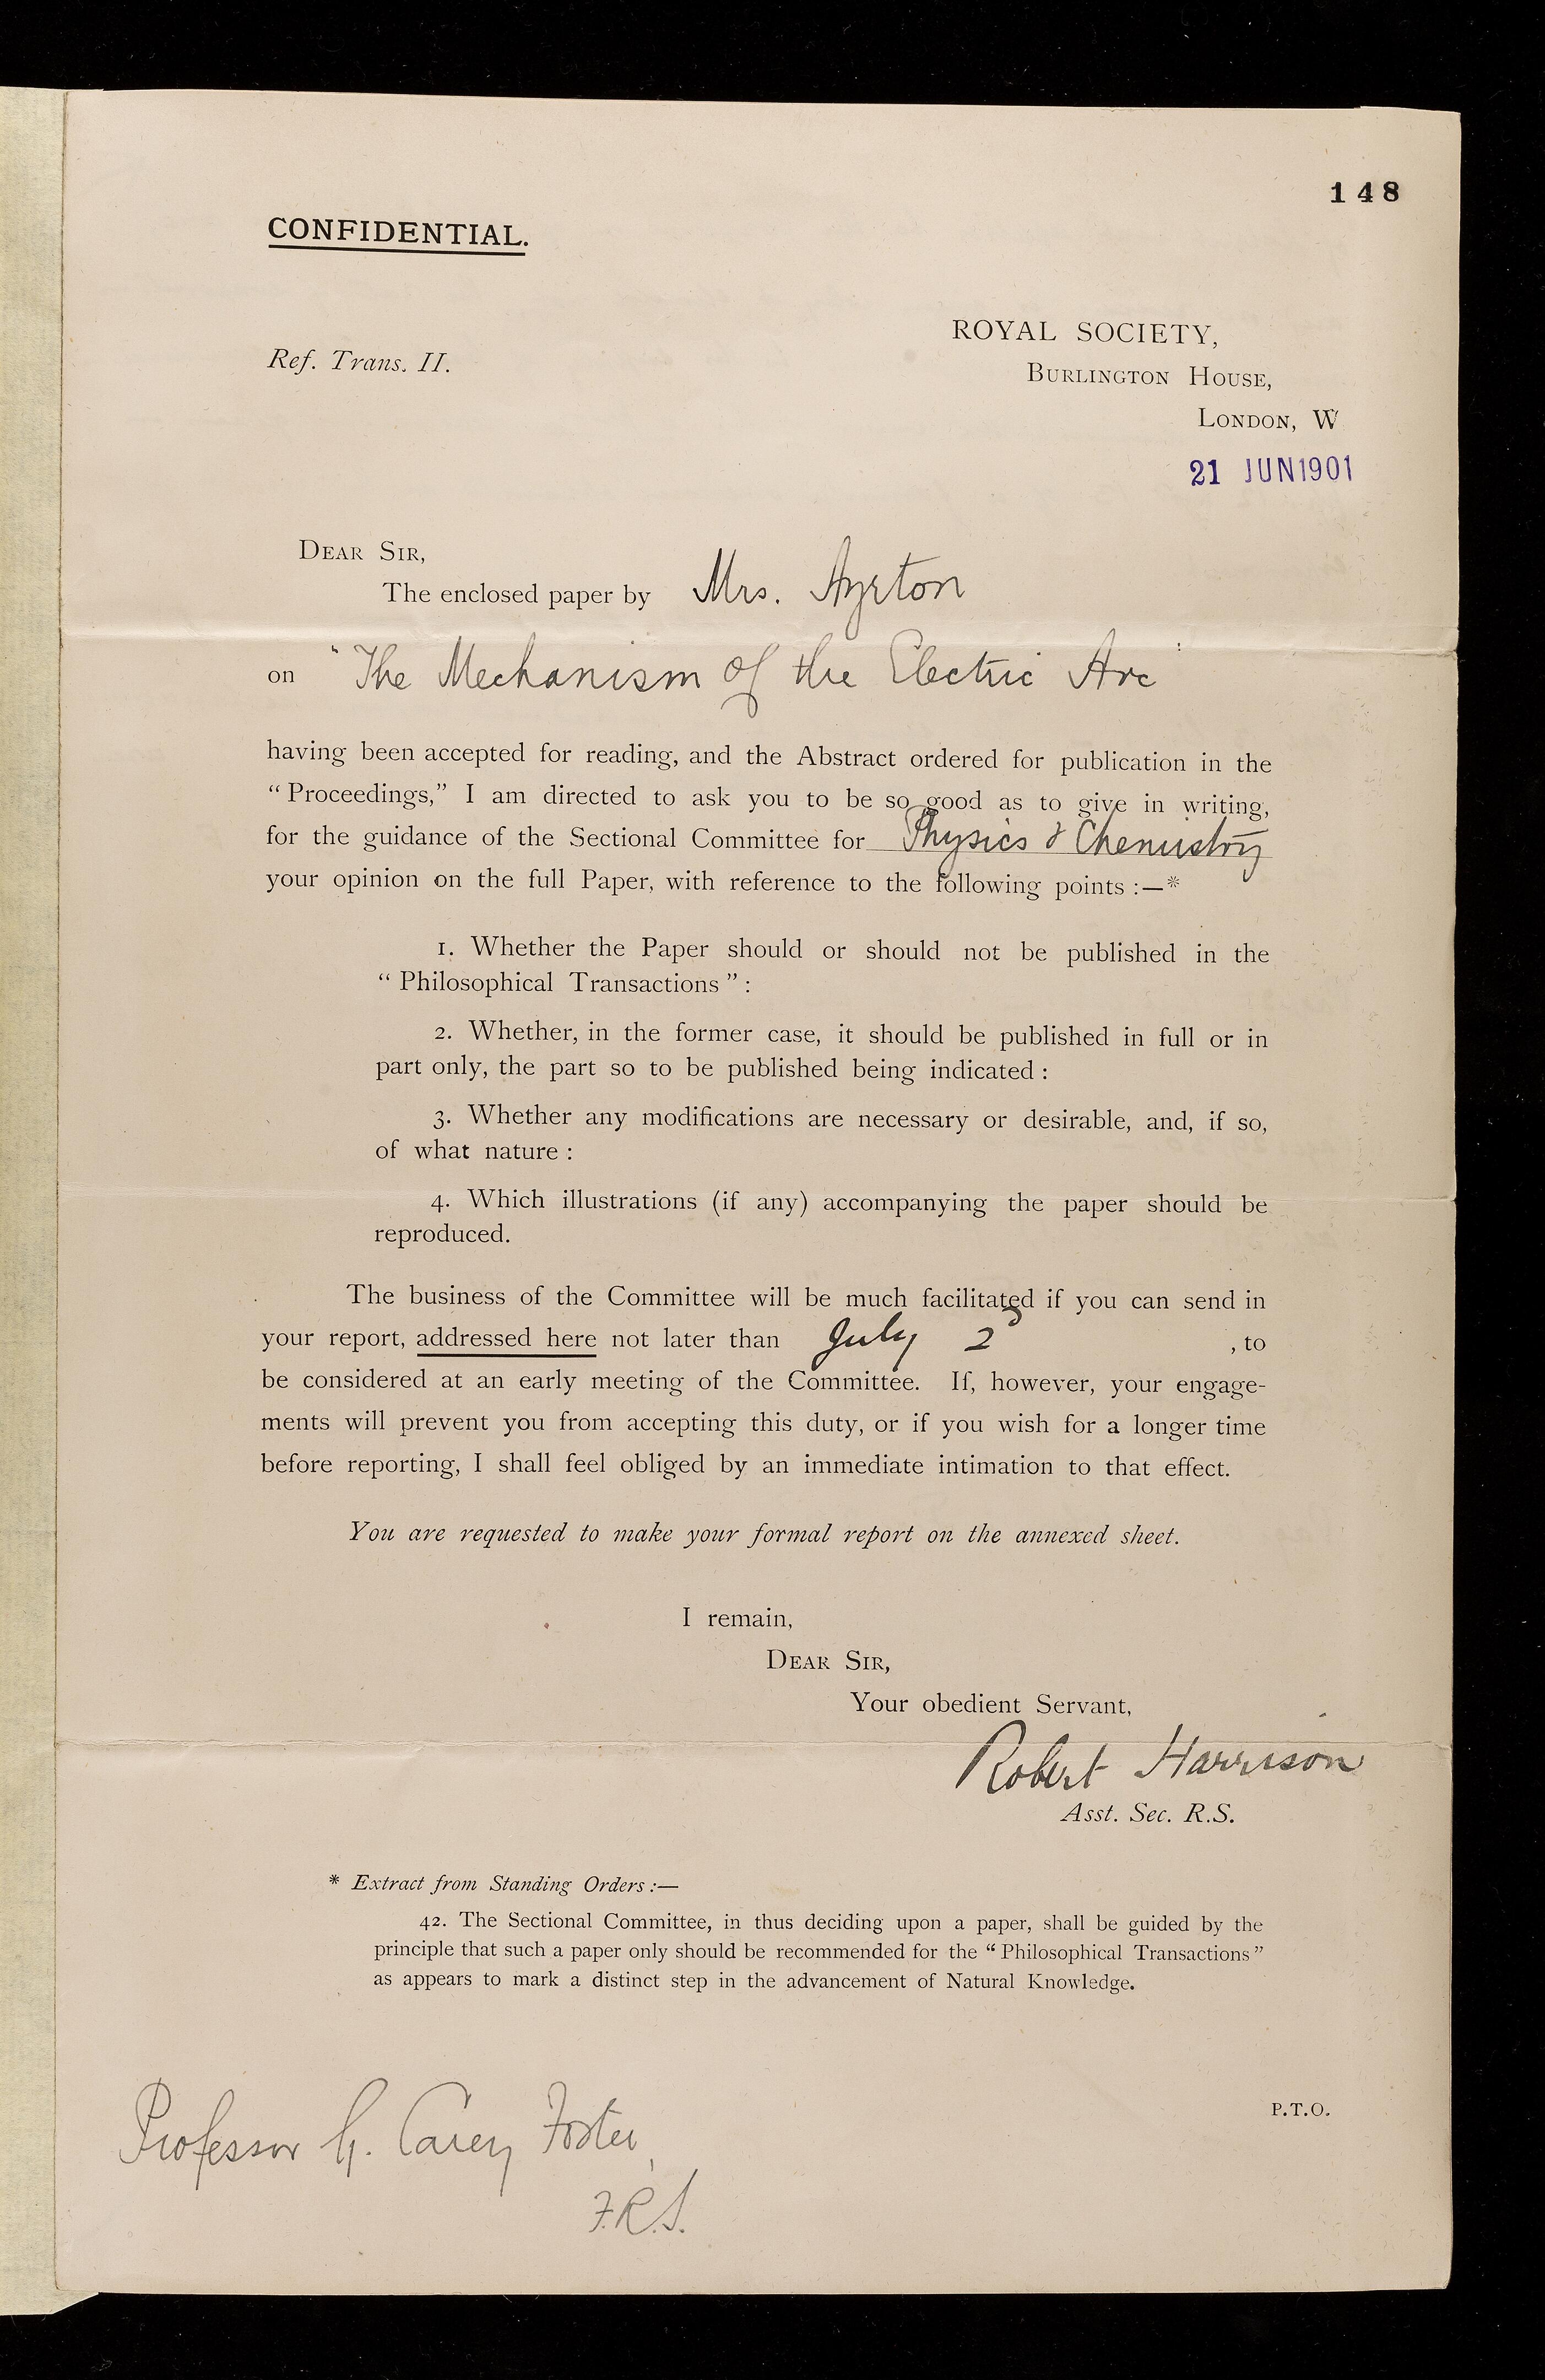 148
CONFIDENTIAL.
ROYAL SOCIETY,
Ref. Trans. II.
BURLINGTON HOUSE,
LONDON, W
21 JUN 1901
DEAR SIR,
The enclosed paper by Mrs. Ayrton
on "The Mechanism of the Electric Arc"
having been accepted for reading, and the Abstract ordered for publication in the
“Proceedings,” I am directed to ask you to be so good as to give in writing,
for the guidance of the Sectional Committee for Physics & Chemistry
your opinion on the full Paper, with reference to the following points :—*
1. Whether the Paper should or should not be published in the
“Philosophical Transactions” :
2. Whether, in the former case, it should be published in full or in
part only, the part so to be published being indicated :
3. Whether any modifications are necessary or desirable, and, if so,
of what nature :
4. Which illustrations (if any) accompanying the paper should be
reproduced.
The business of the Committee will be much facilitated if you can send in
your report, addressed here not later than July 2 , to
be considered at an early meeting of the Committee. If, however, your engage-
ments will prevent you from accepting this duty, or if you wish for a longer time
before reporting, I shall feel obliged by an immediate intimation to that effect.
You are requested to make your formal report on the annexed sheet.
I remain,
DEAR SIR,
Your obedient Servant,
Robert Harrison
Asst. Sec. R.S.
* Extract from Standing Orders :—
42. The Sectional Committee, in thus deciding upon a paper, shall be guided by the
principle that such a paper only should be recommended for the “Philosophical Transactions”
as appears to mark a distinct step in the advancement of Natural Knowledge.
P.T.O.
Professor G. Carey Foster,
F.R.S.